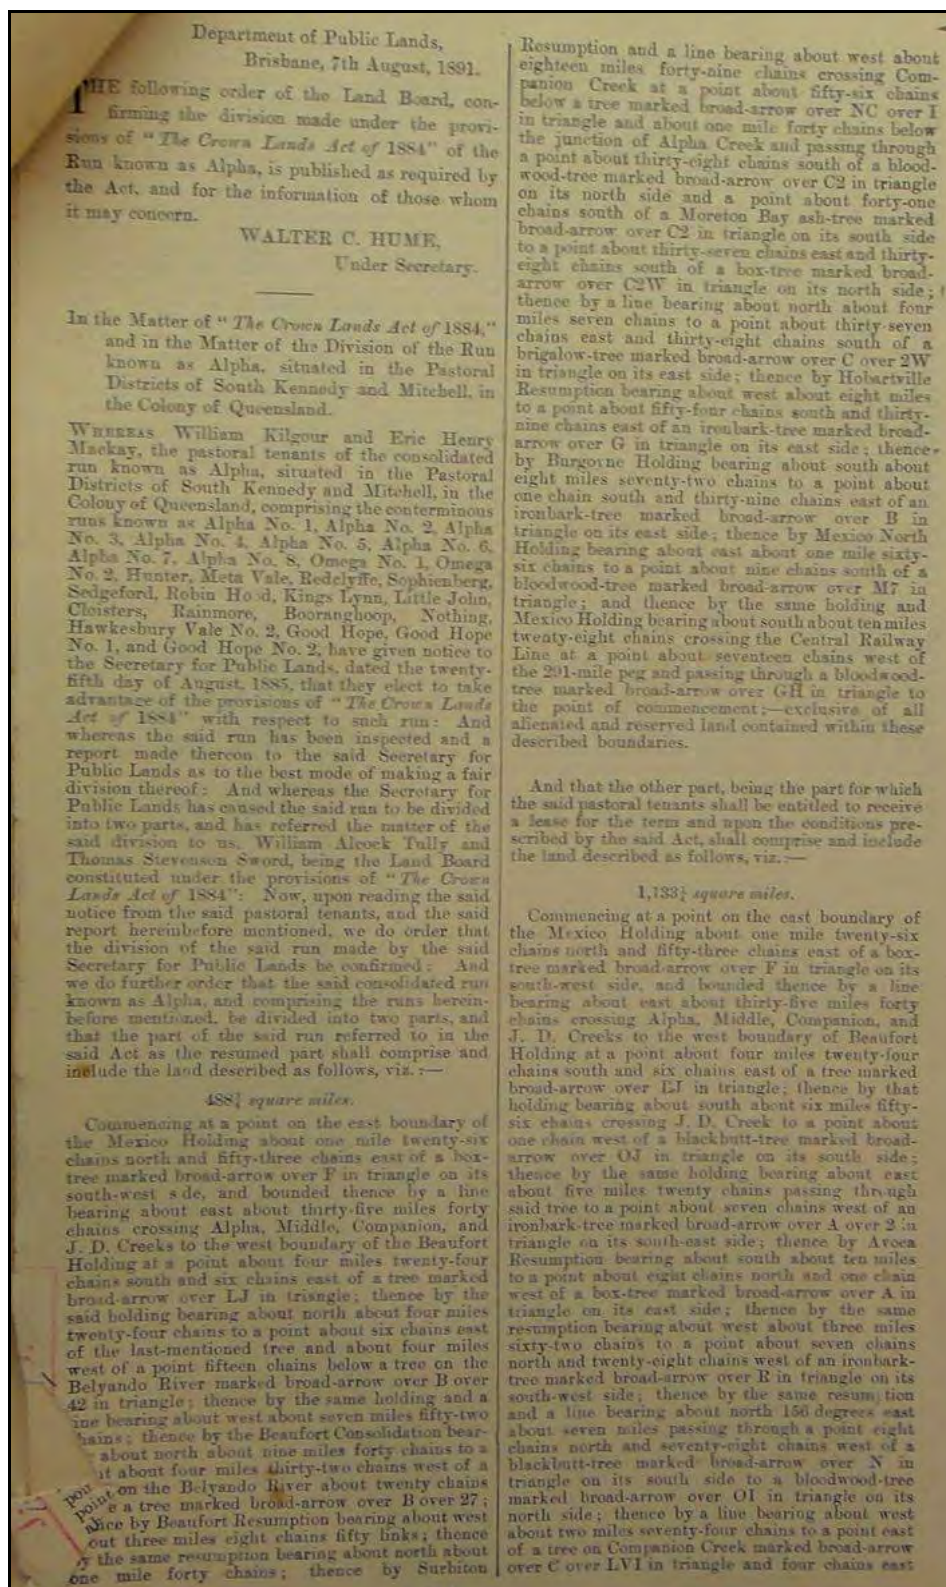 Department of Public Lands,
Brisbane, 7th August, 1891.
THE following order of the Land Board, con-
firming the division made under the provi-
sions of "The Crown Lands Act of 1884" of the
Run known as Alpha, is published as required by
the Act, and for the information of those whom
it may concern.
WALTER C. HUME,
Under Secretary.
In the Matter of "The Crown Lands Act of 1884,"
and in the Matter of the Division of the Run
known as Alpha, situated in the Pastoral
Districts of South Kennedy and Mitchell, in
the Colony of Queensland.
WHEREAS William Kilgour and Eric Henry
Mackay, the pastoral tenants of the consolidated
run known as Alpha, situated in the Pastoral
Districts of South Kennedy and Mitchell, in the
Colony of Queensland, comprising the conterminous
runs known as Alpha No. 1, Alpha No. 2, Alpha
No. 3, Alpha No. 4, Alpha No. 5, Alpha No. 6,
Alpha No. 7, Alpha No. 8, Omega No. 1, Omega
No. 2, Hunter, Meta Vale, Redclyffe, Sophienberg,
Sedgeford, Robin Hood, Kings Lynn, Little John,
Cloisters, Rainmore, Booranghoop, Nothing,
Hawkesbury Vale No. 2, Good Hope, Good Hope
No. 1, and Good Hope No. 2, have given notice to
the Secretary for Public Lands, dated the twenty-
fifth day of August, 1885, that they elect to take
advantage of the provisions of "The Crown Lands
Act of 1884" with respect to such run: And
whereas the said run has been inspected and a
report made thereon to the said Secretary for
Public Lands as to the best mode of making a fair
division thereof: And whereas the Secretary for
Public Lands has caused the said run to be divided
into two parts, and has referred the matter of the
said division to us, William Alcock Tully and
Thomas Stevenson Sword, being the Land Board
constituted under the provisions of "The Crown
Lands Act of 1884": Now, upon reading the said
notice from the said pastoral tenants, and the said
report hereinbefore mentioned, we do order that
the division of the said run made by the said
Secretary for Public Lands be confirmed: And
we do further order that the said consolidated run
known as Alpha, and comprising the runs herein-
before mentioned, be divided into two parts, and
that the part of the said run referred to in the
said Act as the resumed part shall comprise and
include the land described as follows, viz.:—
488¼ square miles.
Commencing at a point on the east boundary of
the Mexico Holding about one mile twenty-six
chains north and fifty-three chains east of a box-
tree marked broad-arrow over F in triangle on its
south-west side, and bounded thence by a line
bearing about east about thirty-five miles forty
chains crossing Alpha, Middle, Companion, and
J. D. Creeks to the west boundary of the Beaufort
Holding at a point about four miles twenty-four
chains south and six chains east of a tree marked
broad-arrow over LJ in triangle; thence by the
said holding bearing about north about four miles
twenty-four chains to a point about six chains east
of the last-mentioned tree and about four miles
west of a point fifteen chains below a tree on the
Belyando River marked broad-arrow over B over
42 in triangle; thence by the same holding and a
ine bearing about west about seven miles fifty-two
hains; thence by the Beaufort Consolidation bear-
about north about nine miles forty chains to a
about four miles thirty-two chains west of a
point on the Belyando River about twenty chains
e a tree marked broad-arrow over B over 27;
by Beaufort Resumption bearing about west
out three miles eight chains fifty links; thence
y the same resumption bearing about north about
one mile forty chains; thence by Surbiton
Resumption and a line bearing about west about
eighteen miles forty-nine chains crossing Com-
panion Creek at a point about fifty-six chains
below a tree marked broad-arrow over NC over I
in triangle and about one mile forty chains below
the junction of Alpha Creek and passing through
a point about thirty-eight chains south of a blood-
wood-tree marked broad-arrow over C2 in triangle
on its north side and a point about forty-one
chains south of a Moreton Bay ash-tree marked
broad-arrow over C2 in triangle on its south side
to a point about thirty-seven chains east and thirty-
eight chains south of a box-tree marked broad-
arrow over C2W in triangle on its north side;
thence by a line bearing about north about four
miles seven chains to a point about thirty-seven
chains east and thirty-eight chains south of a
brigalow-tree marked broad-arrow over C over 2W
in triangle on its east side; thence by Hobartville
Resumption bearing about west about eight miles
to a point about fifty-four chains south and thirty-
nine chains east of an ironbark-tree marked broad-
arrow over G in triangle on its east side; thence
by Burgoyne Holding bearing about south about
eight miles seventy-two chains to a point about
one chain south and thirty-nine chains east of an
ironbark-tree marked broad-arrow over B in
triangle on its east side; thence by Mexico North
Holding bearing about east about one mile sixty-
six chains to a point about nine chains south of a
bloodwood-tree marked broad-arrow over M7 in
triangle; and thence by the same holding and
Mexico Holding bearing about south about ten miles
twenty-eight chains crossing the Central Railway
Line at a point about seventeen chains west of
the 291-mile peg and passing through a bloodwood-
tree marked broad-arrow over GH in triangle to
the point of commencement;—exclusive of all
alienated and reserved land contained within these
described boundaries.
And that the other part, being the part for which
the said pastoral tenants shall be entitled to receive
a lease for the term and upon the conditions pre-
scribed by the said Act, shall comprise and include
the land described as follows, viz.:—
1,133¼ square miles.
Commencing at a point on the east boundary of
the Mexico Holding about one mile twenty-six
chains north and fifty-three chains east of a box-
tree marked broad-arrow over F in triangle on its
south-west side, and bounded thence by a line
bearing about east about thirty-five miles forty
chains crossing Alpha, Middle, Companion, and
J. D. Creeks to the west boundary of Beaufort
Holding at a point about four miles twenty-four
chains south and six chains east of a tree marked
broad-arrow over LJ in triangle; thence by that
holding bearing about south about six miles fifty-
six chains crossing J. D. Creek to a point about
one chain west of a blackbutt-tree marked broad-
arrow over OJ in triangle on its south side;
thence by the same holding bearing about east
about five miles twenty chains passing through
said tree to a point about seven chains west of an
ironbark-tree marked broad-arrow over A over 2 in
triangle on its south-east side; thence by Avoca
Resumption bearing about south about ten miles
to a point about eight chains north and one chain
west of a box-tree marked broad-arrow over A in
triangle on its east side; thence by the same
resumption bearing about west about three miles
sixty-two chains to a point about seven chains
north and twenty-eight chains west of an ironbark-
tree marked broad-arrow over R in triangle on its
south-west side; thence by the same resumption
and a line bearing about north 156 degrees east
about seven miles passing through a point eight
chains north and seventy-eight chains west of a
blackbutt-tree marked broad-arrow over N in
triangle on its south side to a bloodwood-tree
marked broad-arrow over OI in triangle on its
north side; thence by a line bearing about west
about two miles seventy-four chains to a point east
of a tree on Companion Creek marked broad-arrow
over C over LVI in triangle and four chains east